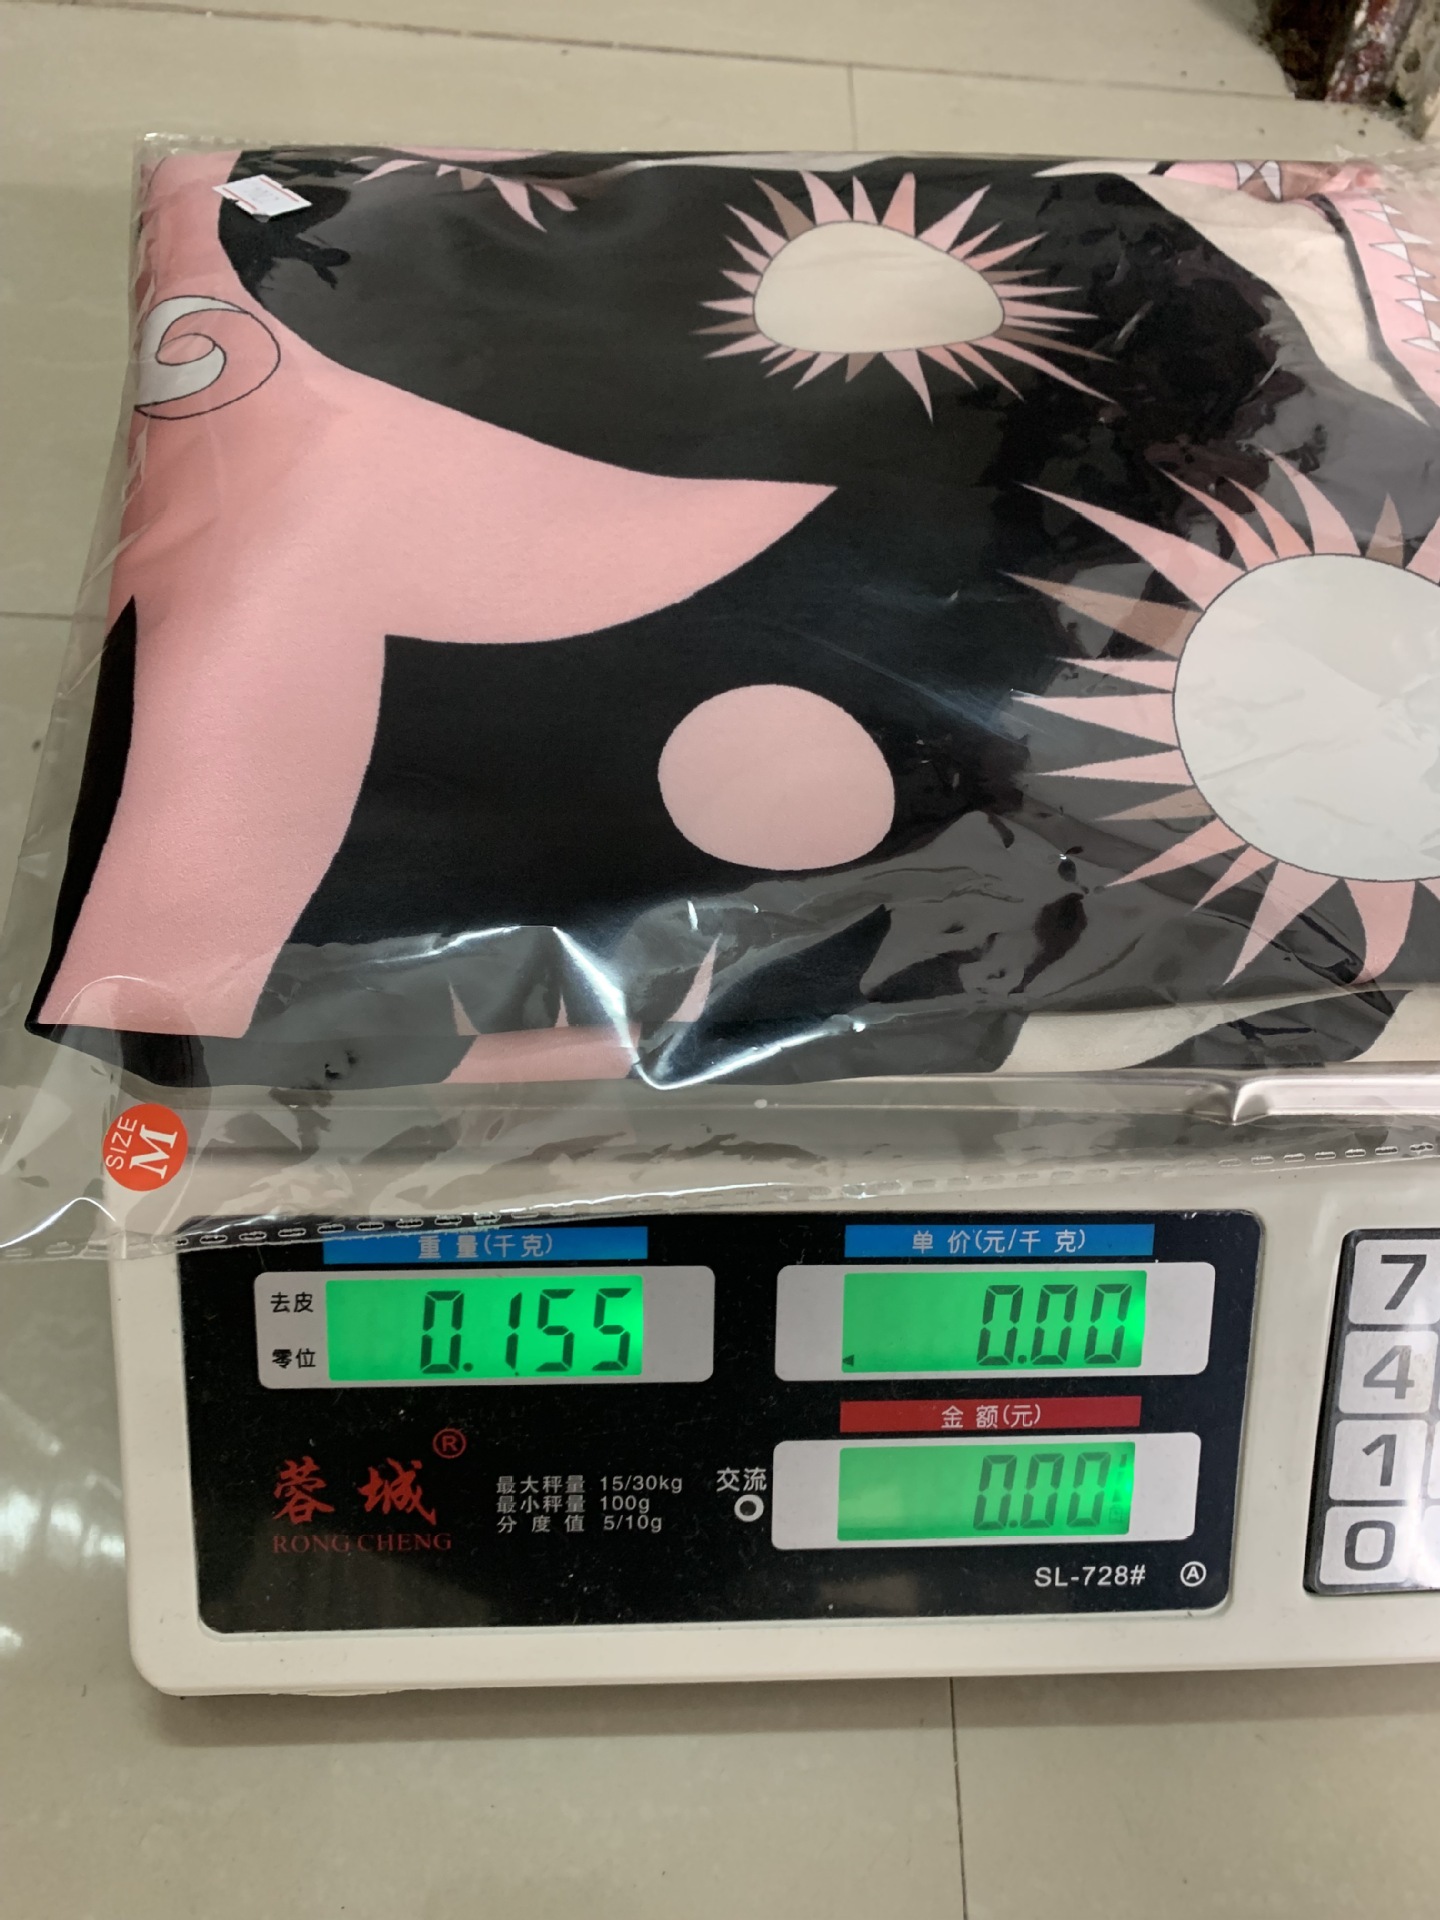 SIZE
M
重量(千克)
单价(元/千克)
去皮
零位
0.155
0.00
金额(元)
0.00
蓉城®
RONG CHENG
最大秤量 15/30kg
最小秤量 100g
分度值 5/10g
交流
SL-728# Ⓐ
7
4
1
0